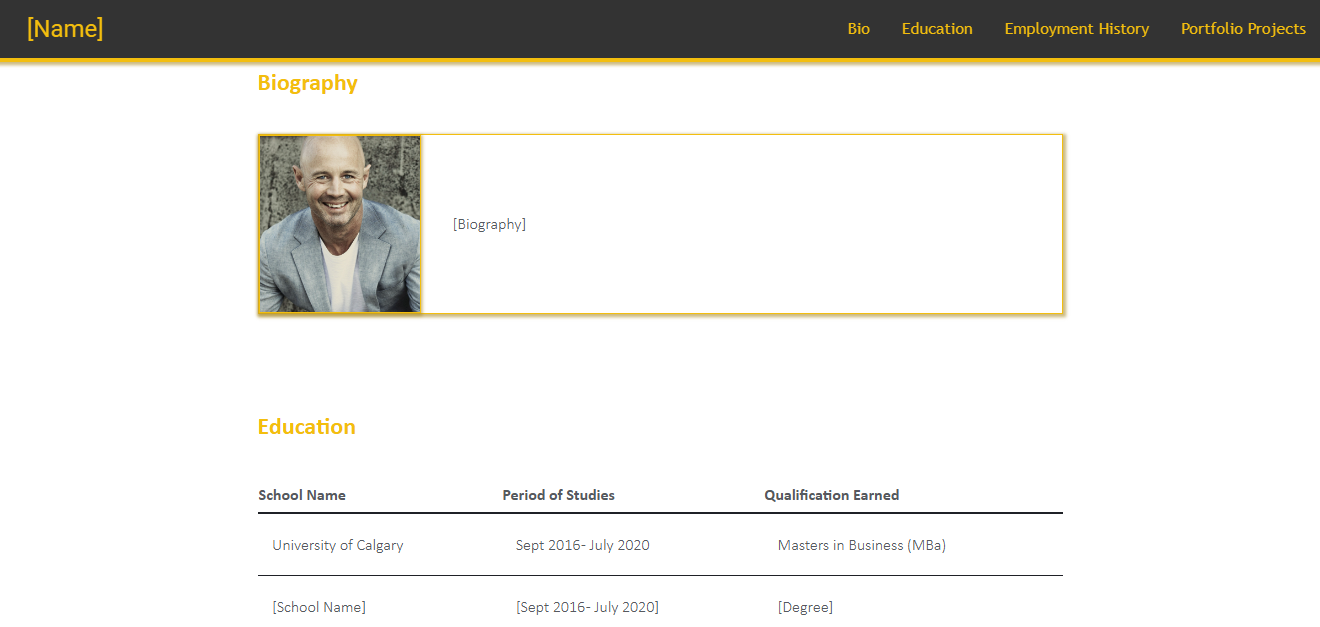 [Name] Bio Education Employment History Portfolio Projects
Biography
[Biography]
Education
School Name Period of Studies Qualification Earned
University of Calgary Sept 2016- July 2020 Masters in Business (MBa)
[School Name] [Sept 2016- July 2020] [Degree]